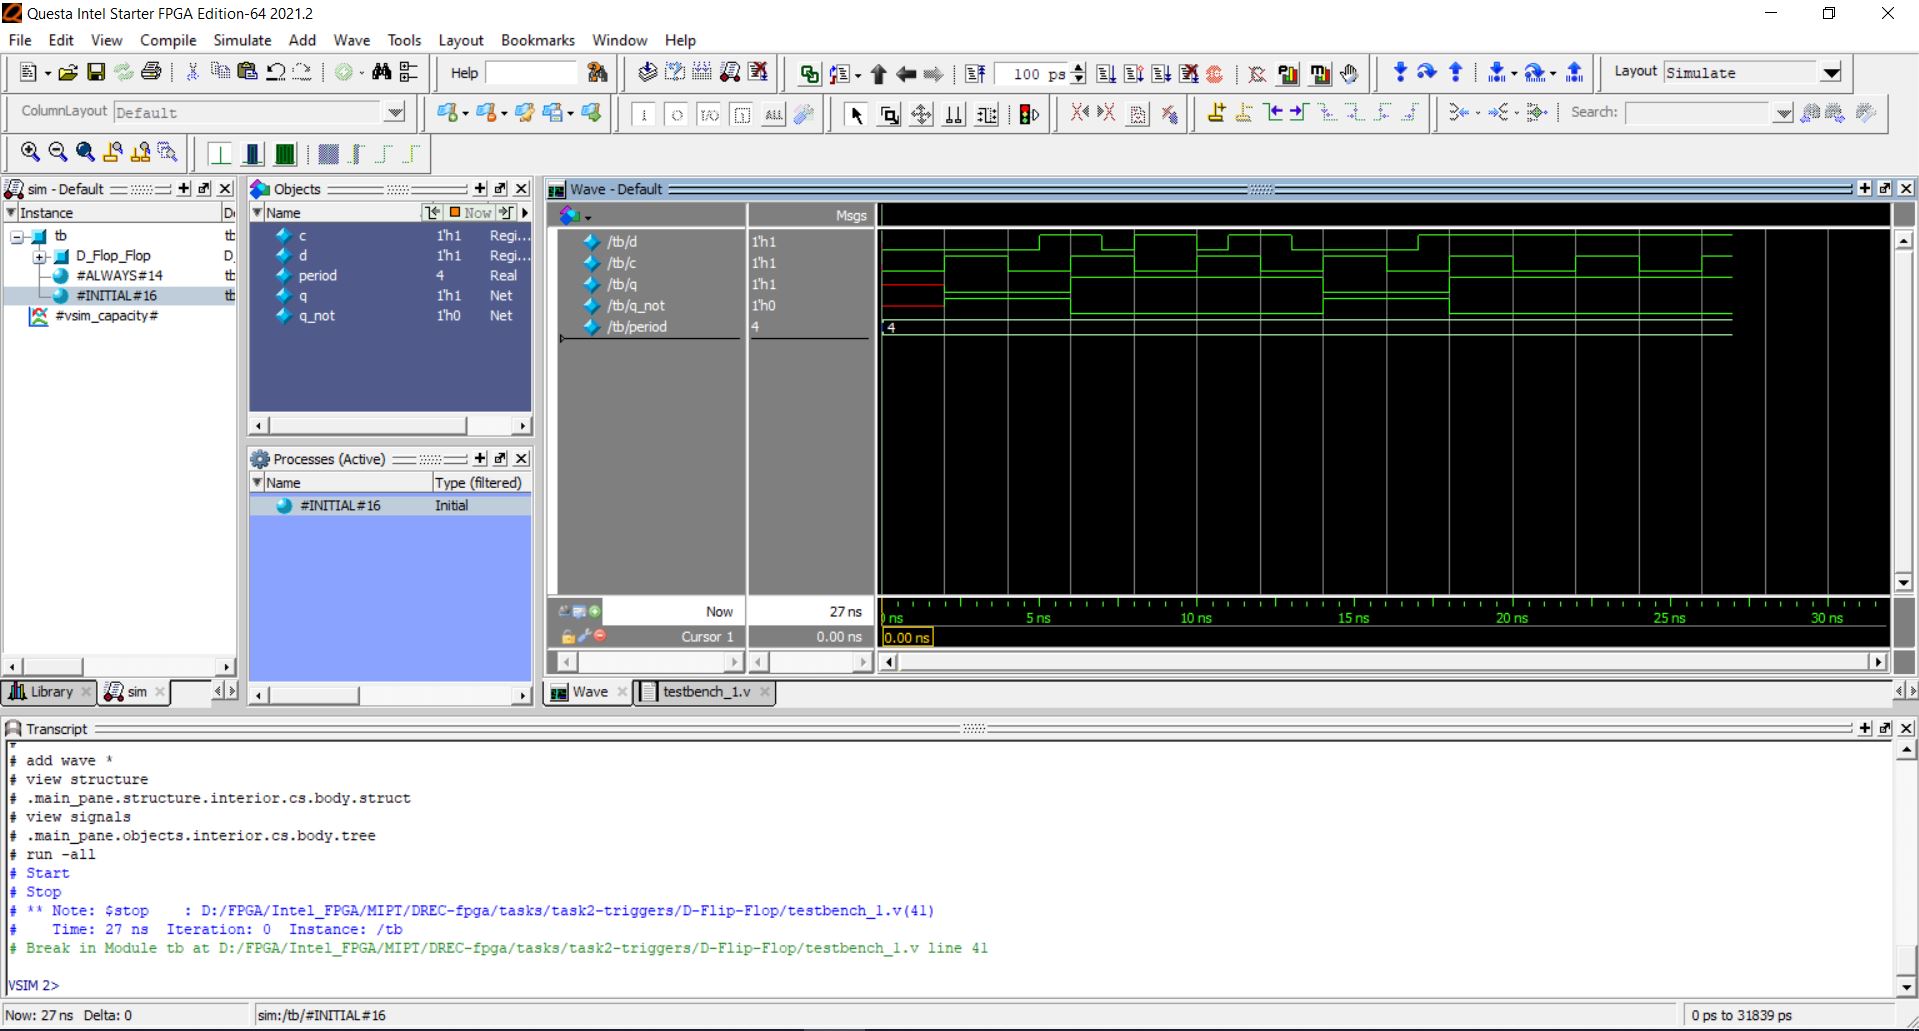 Questa Intel Starter FPGA Edition-64 2021.2
File Edit View Compile Simulate Add Wave Tools Layout Bookmarks Window Help
Help 100 ps Layout Simulate
ColumnLayout Default ALL Search:
sim - Default
Instance
tb tb
D_Flop_Flop D_
#ALWAYS#14 tb
#INITIAL#16 tb
#vsim_capacity#
Library sim
Objects
Name Now
c 1'h1 Regi...
d 1'h1 Regi...
period 4 Real
q 1'h1 Net
q_not 1'h0 Net
Processes (Active)
Name Type (filtered)
#INITIAL#16 Initial
Wave - Default
Msgs
/tb/d 1'h1
/tb/c 1'h1
/tb/q 1'h1
/tb/q_not 1'h0
/tb/period 4 4
Now 27 ns ns 5 ns 10 ns 15 ns 20 ns 25 ns 30 ns
Cursor 1 0.00 ns 0.00 ns
Wave testbench_1.v
Transcript
# add wave *
# view structure
# .main_pane.structure.interior.cs.body.struct
# view signals
# .main_pane.objects.interior.cs.body.tree
# run -all
# Start
# Stop
# ** Note: $stop : D:/FPGA/Intel_FPGA/MIPT/DREC-fpga/tasks/task2-triggers/D-Flip-Flop/testbench_1.v(41)
# Time: 27 ns Iteration: 0 Instance: /tb
# Break in Module tb at D:/FPGA/Intel_FPGA/MIPT/DREC-fpga/tasks/task2-triggers/D-Flip-Flop/testbench_1.v line 41
VSIM 2>
Now: 27 ns Delta: 0 sim:/tb/#INITIAL#16 0 ps to 31839 ps